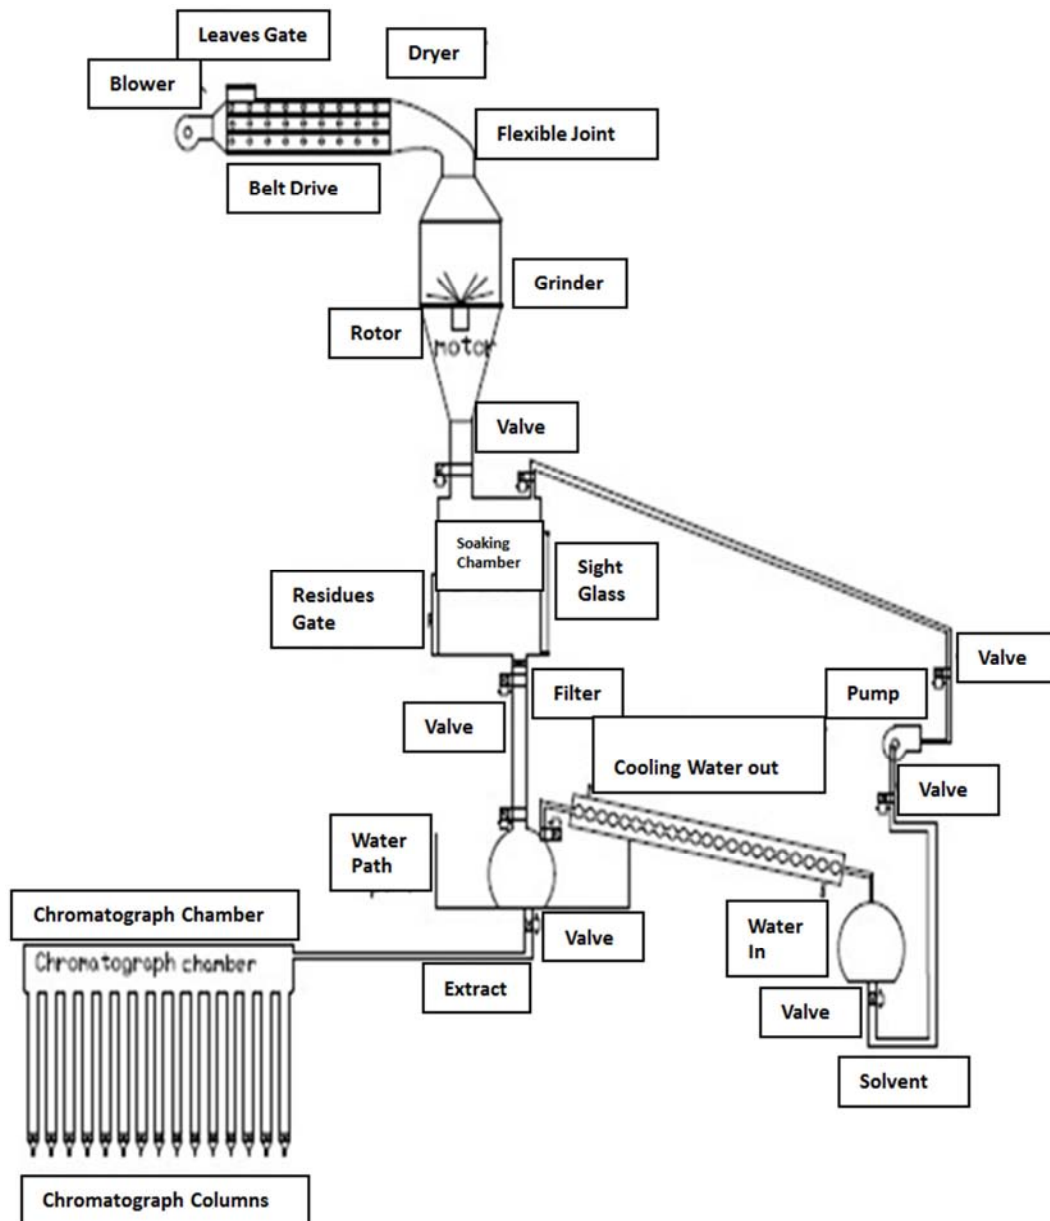 Leaves Gate
Dryer
Blower
Flexible Joint
Belt Drive
Grinder
Rotor
motor
Valve
Soaking
Chamber
Sight
Glass
Residues
Gate
Valve
Filter
Pump
Valve
Cooling Water out
Valve
Water
Path
Chromatograph Chamber
Water
In
Valve
Chromatograph chamber
Extract
Valve
Solvent
Chromatograph Columns